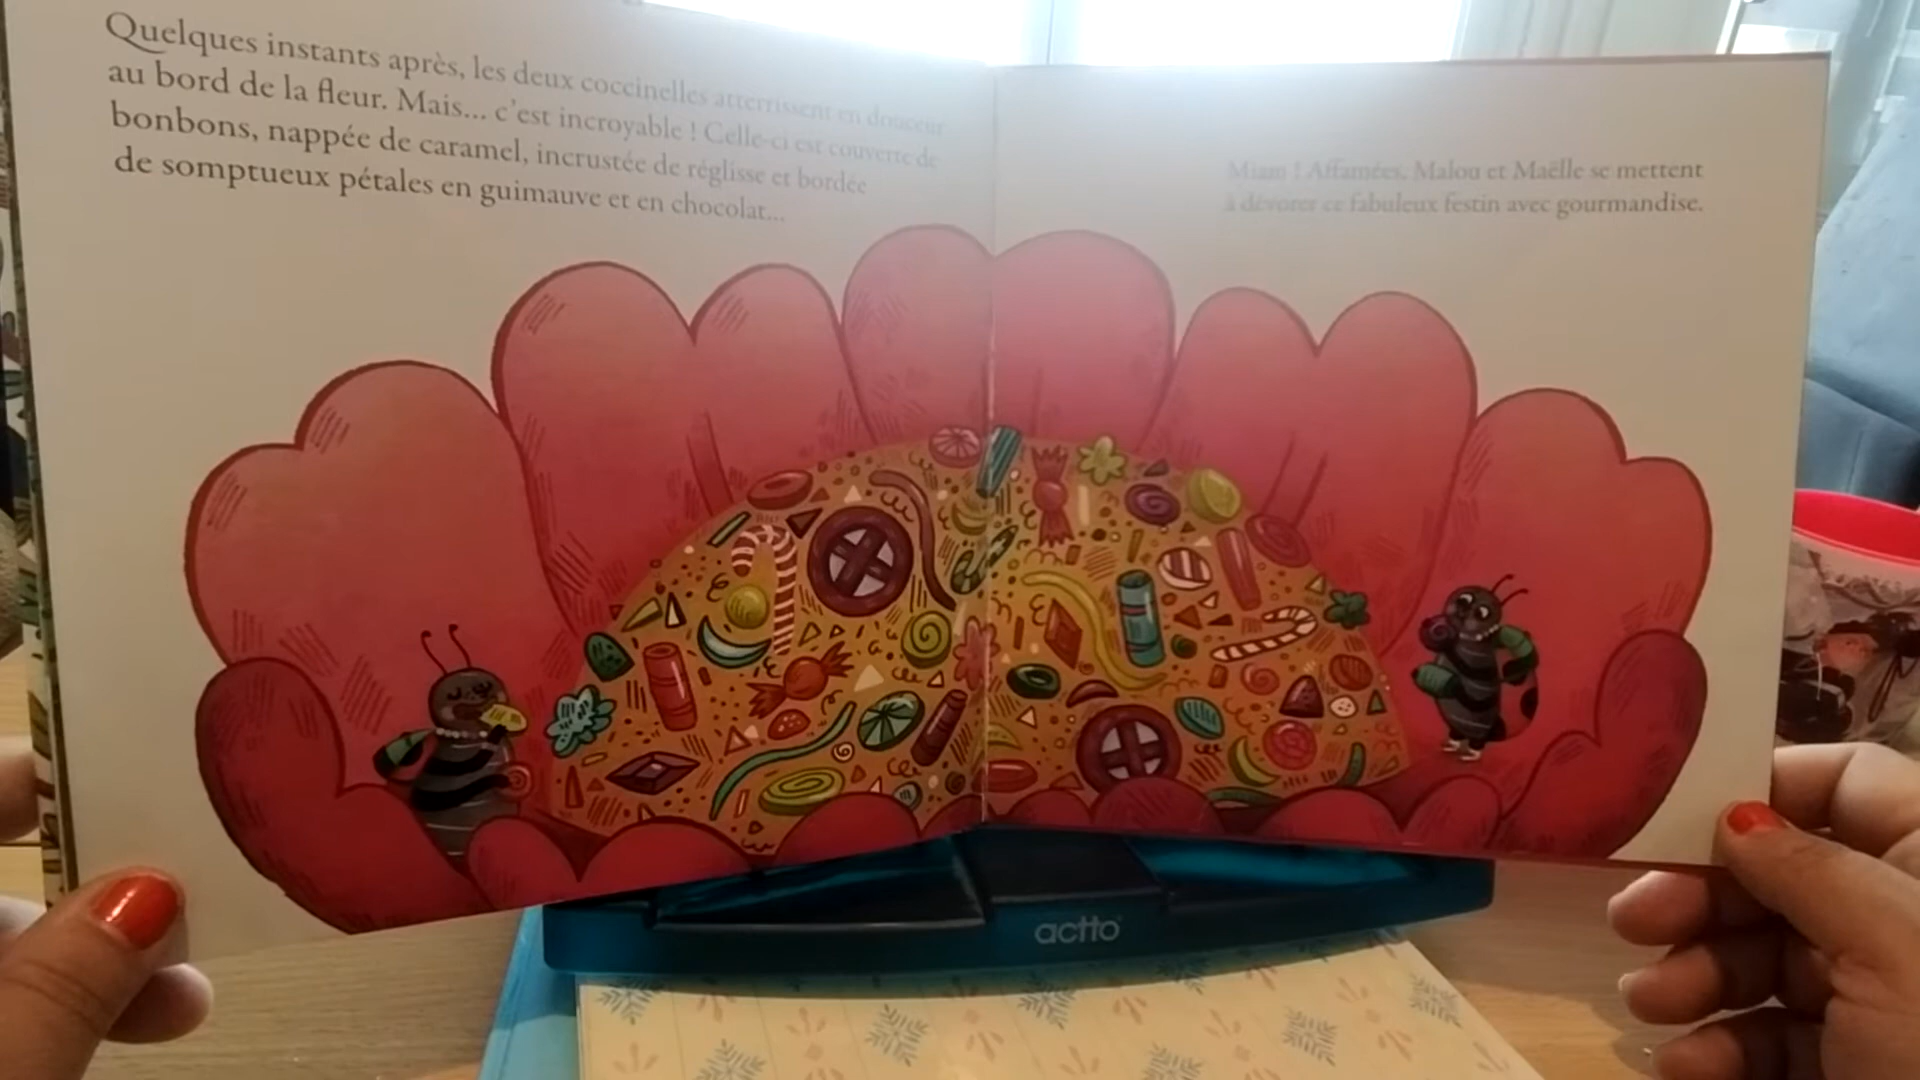 Quelques instants après, les deux coccinelles atterrissent en douceur
au bord de la fleur. Mais... c'est incroyable ! Celle-ci est couverte de
bonbons, nappée de caramel, incrustée de réglisse et bordée
de somptueux pétales en guimauve et en chocolat...
Miam ! Affamées, Malou et Maëlle se mettent
à dévorer ce fabuleux festin avec gourmandise.
actto